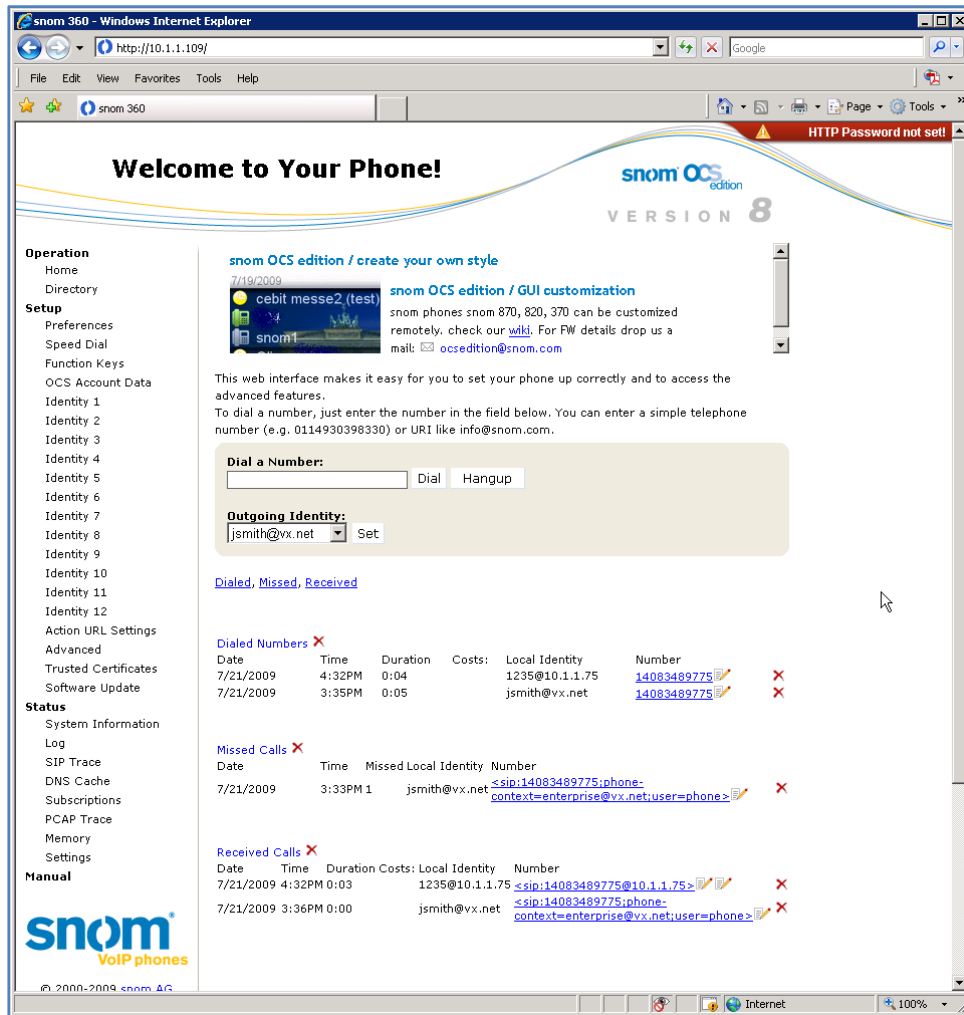 snom 360 - Windows Internet Explorer
http://10.1.1.109/
Google
File Edit View Favorites Tools Help
snom 360
Page Tools
HTTP Password not set!
Welcome to Your Phone!
snom OCS edition
VERSION 8
Operation
Home
Directory
Setup
Preferences
Speed Dial
Function Keys
OCS Account Data
Identity 1
Identity 2
Identity 3
Identity 4
Identity 5
Identity 6
Identity 7
Identity 8
Identity 9
Identity 10
Identity 11
Identity 12
Action URL Settings
Advanced
Trusted Certificates
Software Update
Status
System Information
Log
SIP Trace
DNS Cache
Subscriptions
PCAP Trace
Memory
Settings
Manual
snom
VoIP phones
© 2000-2009 snom AG
snom OCS edition / create your own style
7/19/2009
cebit messe2 (test)
snom1
snom OCS edition / GUI customization
snom phones snom 870, 820, 370 can be customized
remotely. check our wiki. For FW details drop us a
mail: ocsedition@snom.com
This web interface makes it easy for you to set your phone up correctly and to access the
advanced features.
To dial a number, just enter the number in the field below. You can enter a simple telephone
number (e.g. 0114930398330) or URI like info@snom.com.
Dial a Number:
Dial Hangup
Outgoing Identity:
jsmith@vx.net Set
Dialed, Missed, Received
Dialed Numbers
Date Time Duration Costs: Local Identity Number
7/21/2009 4:32PM 0:04 1235@10.1.1.75 14083489775
7/21/2009 3:35PM 0:05 jsmith@vx.net 14083489775
Missed Calls
Date Time Missed Local Identity Number
7/21/2009 3:33PM 1 jsmith@vx.net <sip:14083489775;phone-
context=enterprise@vx.net;user=phone>
Received Calls
Date Time Duration Costs: Local Identity Number
7/21/2009 4:32PM 0:03 1235@10.1.1.75 <sip:14083489775@10.1.1.75>
7/21/2009 3:36PM 0:00 jsmith@vx.net <sip:14083489775;phone-
context=enterprise@vx.net;user=phone>
Internet 100%